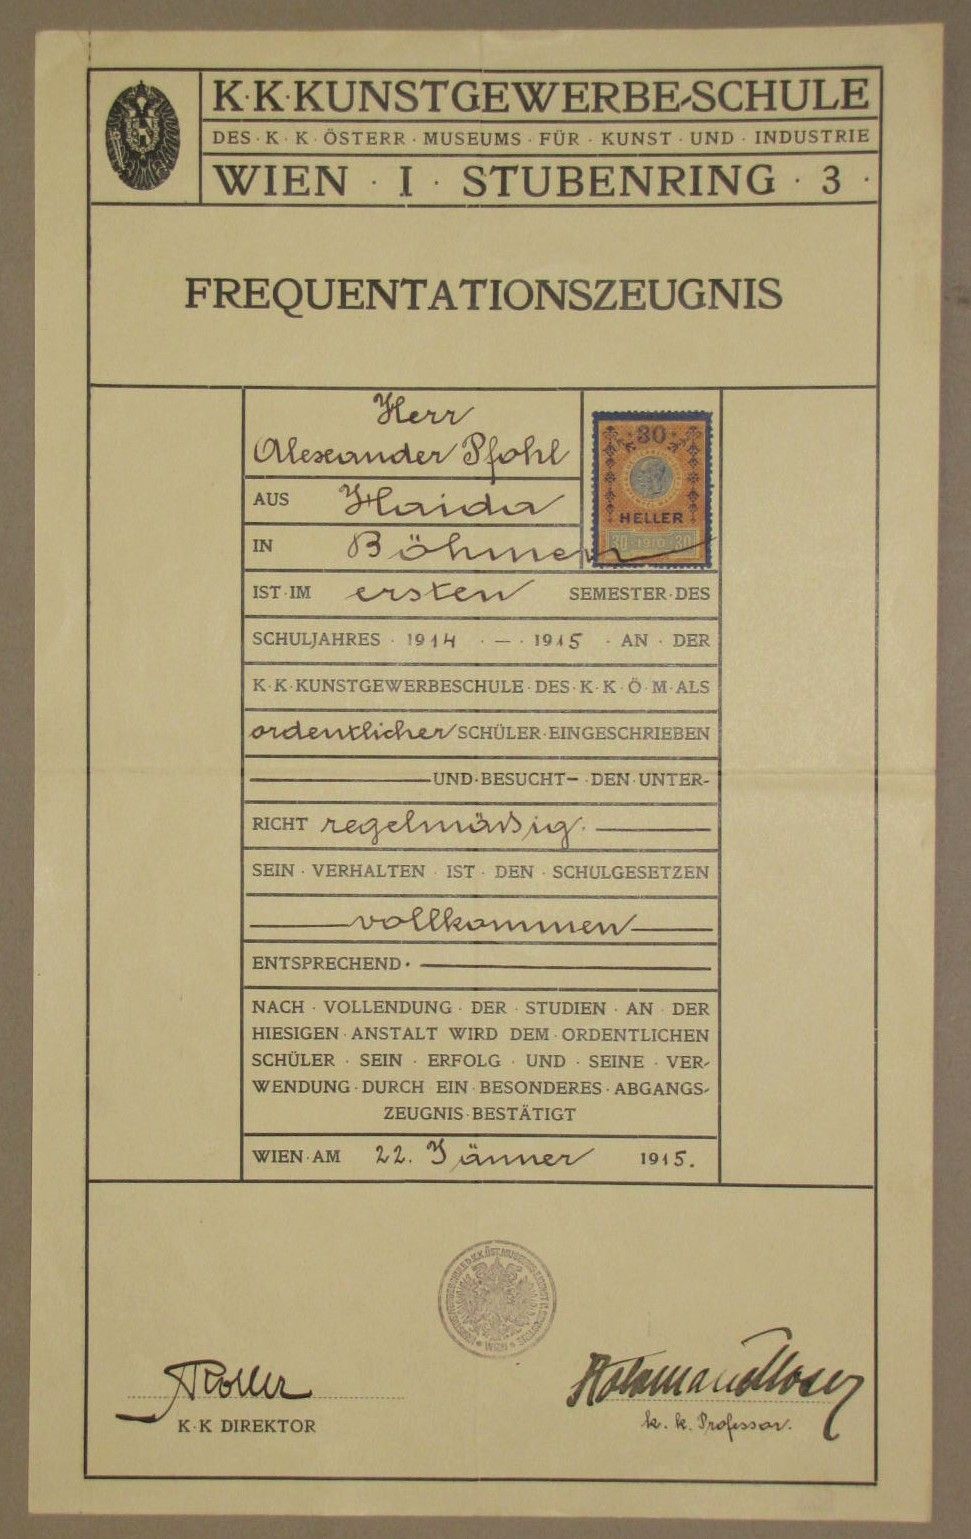 K·K·KUNSTGEWERBE-SCHULE
DES · K · K · ÖSTERR · MUSEUMS · FÜR · KUNST · UND · INDUSTRIE
WIEN · I · STUBENRING · 3 ·
FREQUENTATIONSZEUGNIS
Herr
Alexander Pfohl
30
HELLER
30 · 1910 · 30
AUS Haida
IN Böhmen
IST·IM ersten SEMESTER·DES
SCHULJAHRES · 1914 · – · 1915 · AN · DER
K·K·KUNSTGEWERBESCHULE·DES·K·K·Ö·M·ALS
ordentlicher SCHÜLER·EINGESCHRIEBEN
UND·BESUCHT– ·DEN·UNTER-
RICHT regelmäßig.
SEIN · VERHALTEN · IST · DEN · SCHULGESETZEN
vollkommen
ENTSPRECHEND·
NACH · VOLLENDUNG · DER · STUDIEN · AN · DER
HIESIGEN·ANSTALT WIRD DEM·ORDENTLICHEN
SCHÜLER · SEIN · ERFOLG · UND · SEINE · VER-
WENDUNG·DURCH EIN·BESONDERES·ABGANGS-
ZEUGNIS·BESTÄTIGT
WIEN·AM 22. Jänner 1915.
WIEN
Roller
K·K DIREKTOR
k. k. Professor.